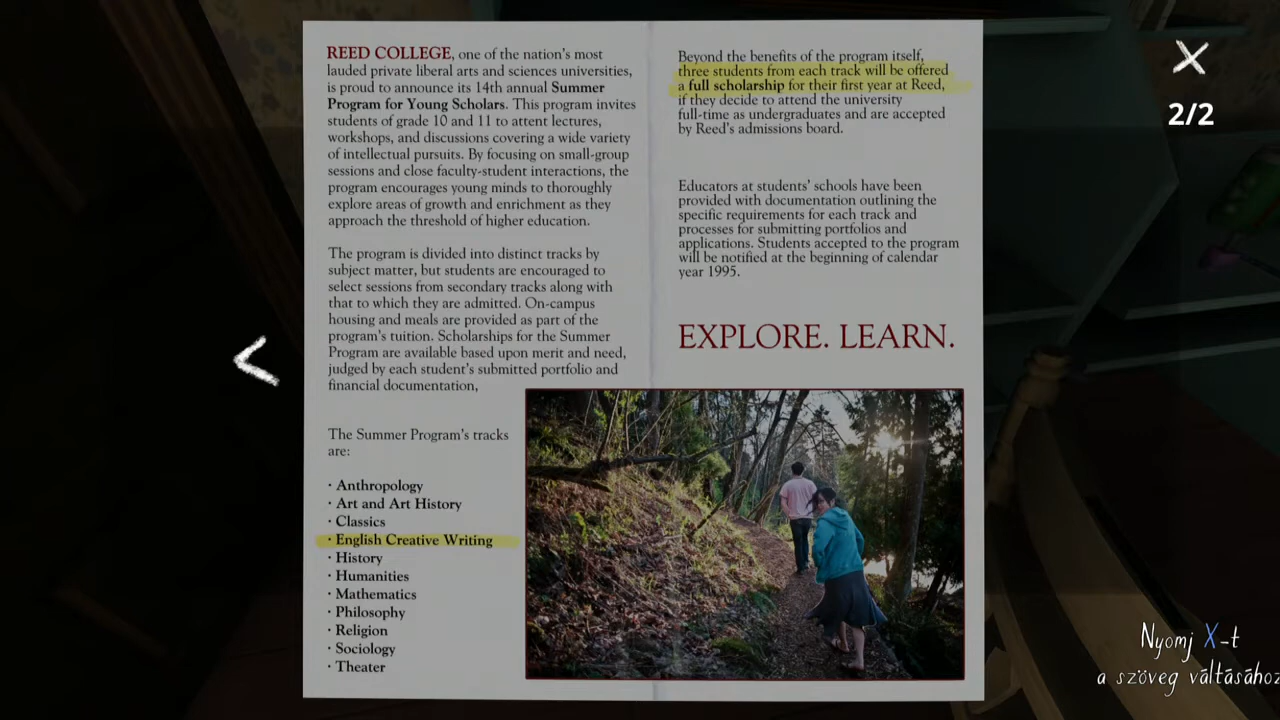 REED COLLEGE, one of the nation's most
lauded private liberal arts and sciences universities,
is proud to announce its 14th annual Summer
Program for Young Scholars. This program invites
students of grade 10 and 11 to attent lectures,
workshops, and discussions covering a wide variety
of intellectual pursuits. By focusing on small-group
sessions and close faculty-student interactions, the
program encourages young minds to thoroughly
explore areas of growth and enrichment as they
approach the threshold of higher education.
The program is divided into distinct tracks by
subject matter, but students are encouraged to
select sessions from secondary tracks along with
that to which they are admitted. On-campus
housing and meals are provided as part of the
program's tuition. Scholarships for the Summer
Program are available based upon merit and need,
judged by each student's submitted portfolio and
financial documentation,
The Summer Program's tracks
are:
· Anthropology
· Art and Art History
· Classics
· English Creative Writing
· History
· Humanities
· Mathematics
· Philosophy
· Religion
· Sociology
· Theater
Beyond the benefits of the program itself,
three students from each track will be offered
a full scholarship for their first year at Reed,
if they decide to attend the university
full-time as undergraduates and are accepted
by Reed's admissions board.
Educators at students' schools have been
provided with documentation outlining the
specific requirements for each track and
processes for submitting portfolios and
applications. Students accepted to the program
will be notified at the beginning of calendar
year 1995.
EXPLORE. LEARN.
2/2
Nyomj X-t
a szöveg váltásához